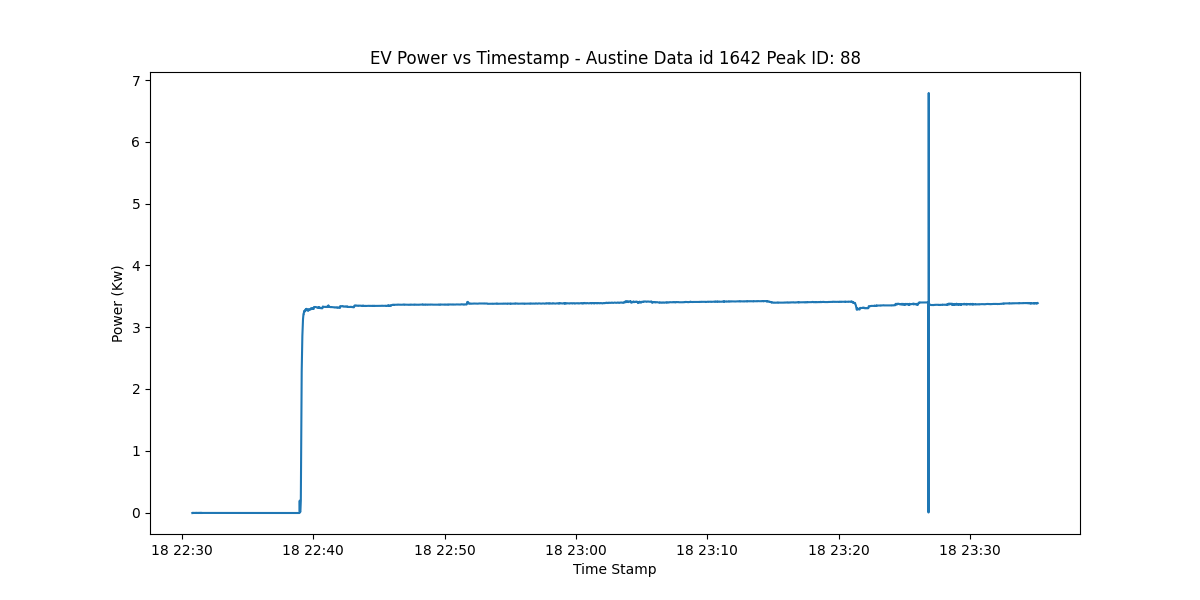 EV Power vs Timestamp - Austine Data id 1642 Peak ID: 88
7
6
5
4
3
2
1
0
Power (Kw)
18 22:30 18 22:40 18 22:50 18 23:00 18 23:10 18 23:20 18 23:30
Time Stamp